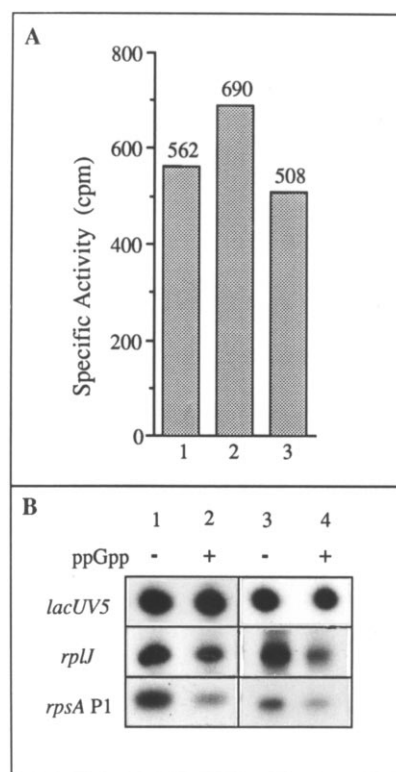 A
800
690
562
508
600
400
200
0
Specific Activity (cpm)
1 2 3
B
1 2 3 4
ppGpp - + - +
lacUV5
rplJ
rpsA P1